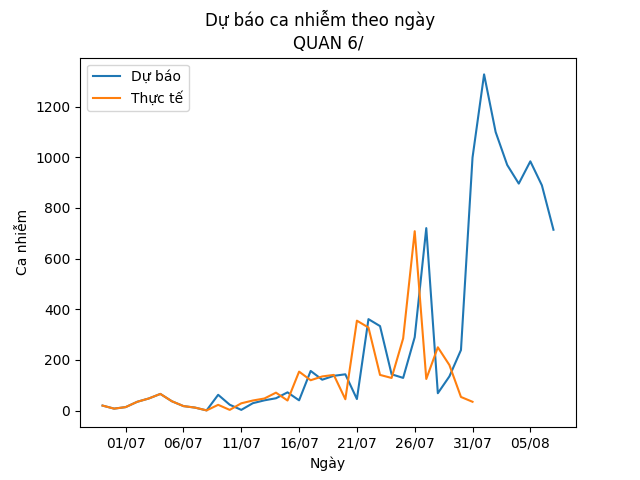 Dự báo ca nhiễm theo ngày
QUAN 6/
Dự báo
Thực tế
Ca nhiễm
1200
1000
800
600
400
200
0
01/07 06/07 11/07 16/07 21/07 26/07 31/07 05/08
Ngày